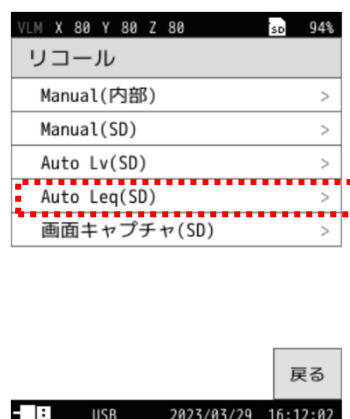 VLM X 80 Y 80 Z 80 SD 94%
リコール
Manual(内部) >
Manual(SD) >
Auto Lv(SD) >
Auto Leq(SD) >
画面キャプチャ(SD) >
戻る
USB 2023/03/29 16:12:02